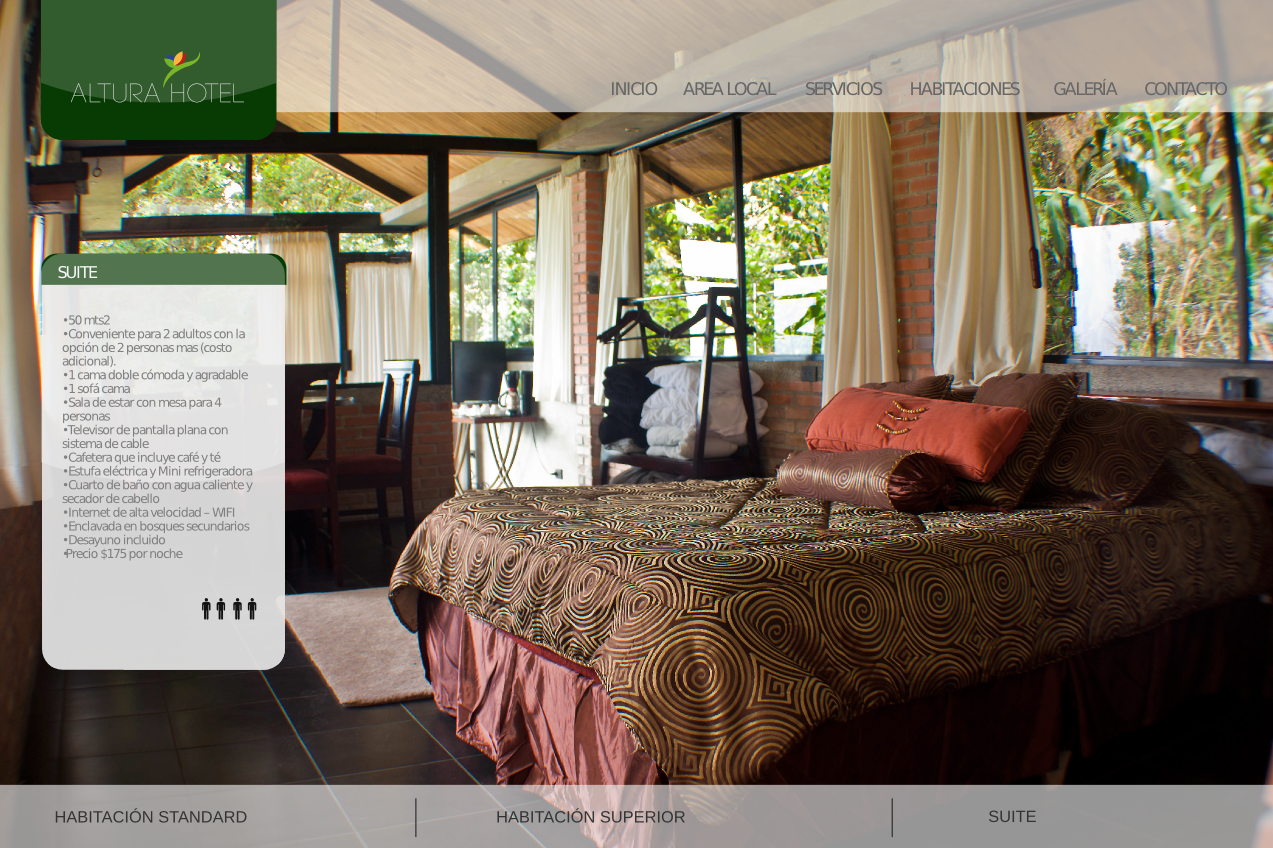 ALTURA HOTEL
INICIO AREA LOCAL SERVICIOS HABITACIONES GALERÍA CONTACTO
SUITE
•50 mts2
•Conveniente para 2 adultos con la
opción de 2 personas mas (costo
adicional).
•1 cama doble cómoda y agradable
•1 sofá cama
•Sala de estar con mesa para 4
personas
•Televisor de pantalla plana con
sistema de cable
•Cafetera que incluye café y té
•Estufa eléctrica y Mini refrigeradora
•Cuarto de baño con agua caliente y
secador de cabello
•Internet de alta velocidad – WIFI
•Enclavada en bosques secundarios
•Desayuno incluido
•Precio $175 por noche
HABITACIÓN STANDARD HABITACIÓN SUPERIOR SUITE